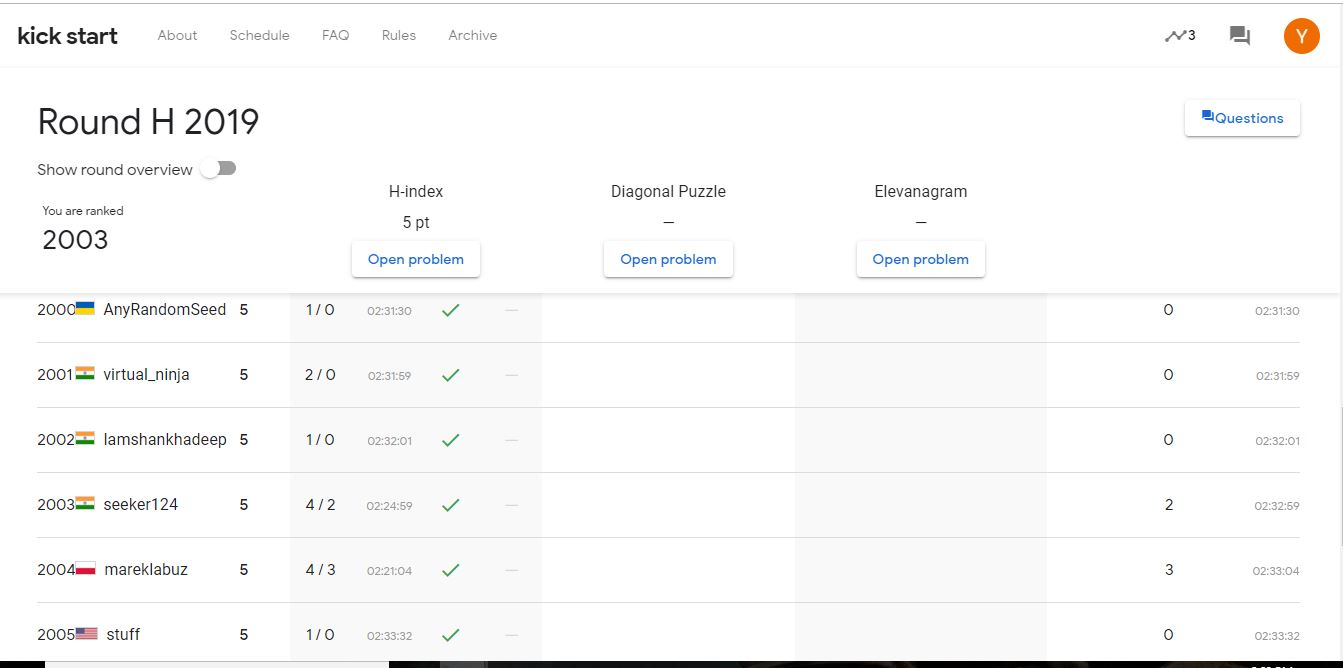 kick start About Schedule FAQ Rules Archive 3 Y
Round H 2019
Questions
Show round overview
H-index Diagonal Puzzle Elevanagram
You are ranked
5 pt — —
2003
Open problem Open problem Open problem
2000 AnyRandomSeed 5 1 / 0 02:31:30 — 0 02:31:30
2001 virtual_ninja 5 2 / 0 02:31:59 — 0 02:31:59
2002 Iamshankhadeep 5 1 / 0 02:32:01 — 0 02:32:01
2003 seeker124 5 4 / 2 02:24:59 — 2 02:32:59
2004 mareklabuz 5 4 / 3 02:21:04 — 3 02:33:04
2005 stuff 5 1 / 0 02:33:32 — 0 02:33:32